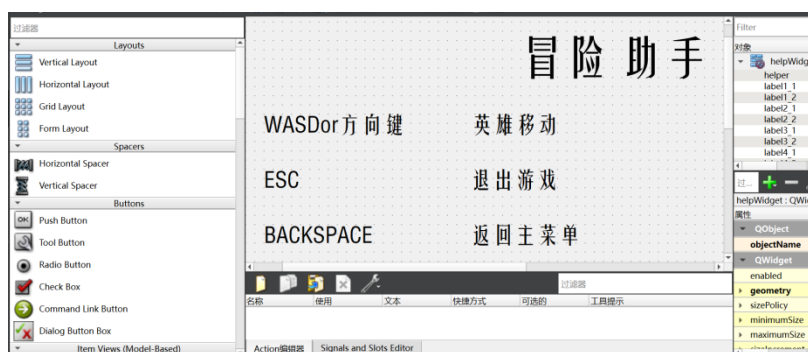 过滤器
Layouts
Vertical Layout
Horizontal Layout
Grid Layout
Form Layout
Spacers
Horizontal Spacer
Vertical Spacer
Buttons
OK Push Button
Tool Button
Radio Button
Check Box
Command Link Button
Dialog Button Box
Item Views (Model-Based)
冒险助手
WASDor方向键 英雄移动
ESC 退出游戏
BACKSPACE 返回主菜单
过滤器
名称 使用 文本 快捷方式 可选的 工具提示
Action编辑器 Signals and Slots Editor
Filter
对象
helpWidg
helper
label1_1
label1_2
label2_1
label2_2
label3_1
label3_2
label4_1
过...
helpWidget : QWi
属性
QObject
objectName
QWidget
enabled
geometry
sizePolicy
minimumSize
maximumSize
sizeIncrement